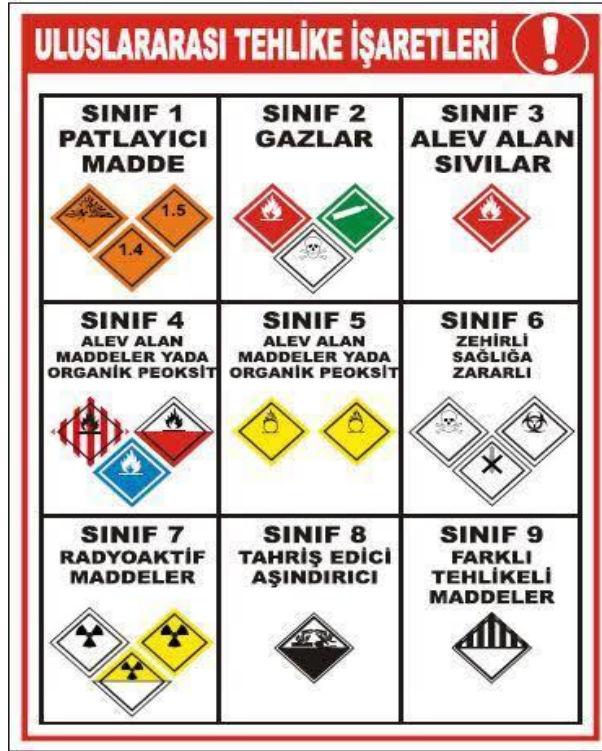 ULUSLARARASI TEHLİKE İŞARETLERİ !
SINIF 1
PATLAYICI
MADDE
1.5
1.4
SINIF 2
GAZLAR
SINIF 3
ALEV ALAN
SIVILAR
SINIF 4
ALEV ALAN
MADDELER YADA
ORGANİK PEOKSİT
SINIF 5
ALEV ALAN
MADDELER YADA
ORGANİK PEOKSİT
SINIF 6
ZEHİRLİ
SAĞLIĞA
ZARARLI
SINIF 7
RADYOAKTİF
MADDELER
SINIF 8
TAHRİŞ EDİCİ
AŞINDIRICI
SINIF 9
FARKLI
TEHLİKELİ
MADDELER